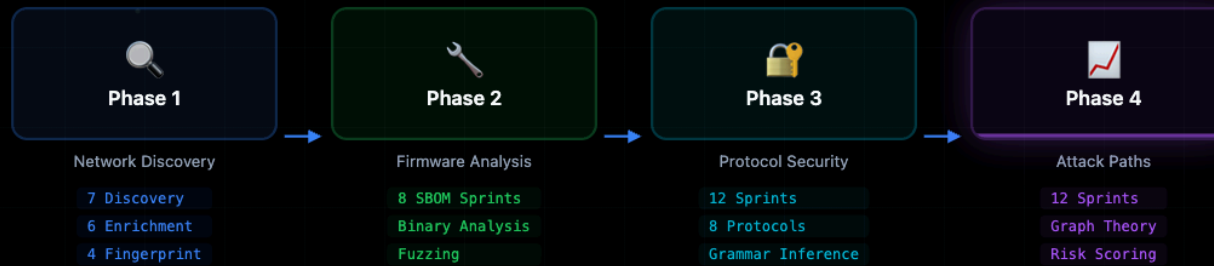 Phase 1
Phase 2
Phase 3
Phase 4
Network Discovery
Firmware Analysis
Protocol Security
Attack Paths
7 Discovery
8 SBOM Sprints
12 Sprints
12 Sprints
6 Enrichment
Binary Analysis
8 Protocols
Graph Theory
4 Fingerprint
Fuzzing
Grammar Inference
Risk Scoring